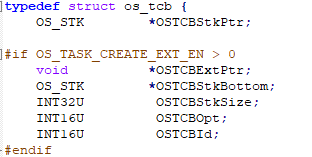 typedef struct os_tcb {
    OS_STK          *OSTCBStkPtr;

#if OS_TASK_CREATE_EXT_EN > 0
    void            *OSTCBExtPtr;
    OS_STK          *OSTCBStkBottom;
    INT32U           OSTCBStkSize;
    INT16U           OSTCBOpt;
    INT16U           OSTCBId;
#endif